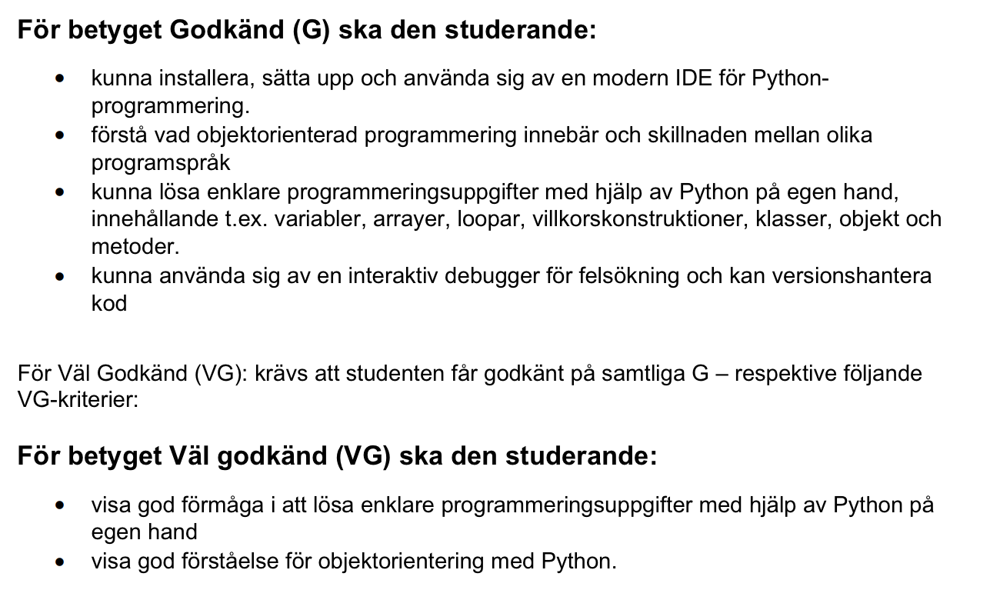 För betyget Godkänd (G) ska den studerande:
• kunna installera, sätta upp och använda sig av en modern IDE för Python-
programmering.
• förstå vad objektorienterad programmering innebär och skillnaden mellan olika
programspråk
• kunna lösa enklare programmeringsuppgifter med hjälp av Python på egen hand,
innehållande t.ex. variabler, arrayer, loopar, villkorskonstruktioner, klasser, objekt och
metoder.
• kunna använda sig av en interaktiv debugger för felsökning och kan versionshantera
kod
För Väl Godkänd (VG): krävs att studenten får godkänt på samtliga G – respektive följande
VG-kriterier:
För betyget Väl godkänd (VG) ska den studerande:
• visa god förmåga i att lösa enklare programmeringsuppgifter med hjälp av Python på
egen hand
• visa god förståelse för objektorientering med Python.